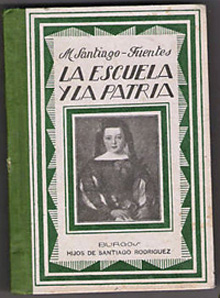 M. Santiago-Fuentes
LA ESCUELA
Y LA PATRIA
BURGOS
HIJOS DE SANTIAGO RODRIGUEZ